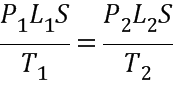 P₁L₁S / T₁ = P₂L₂S / T₂